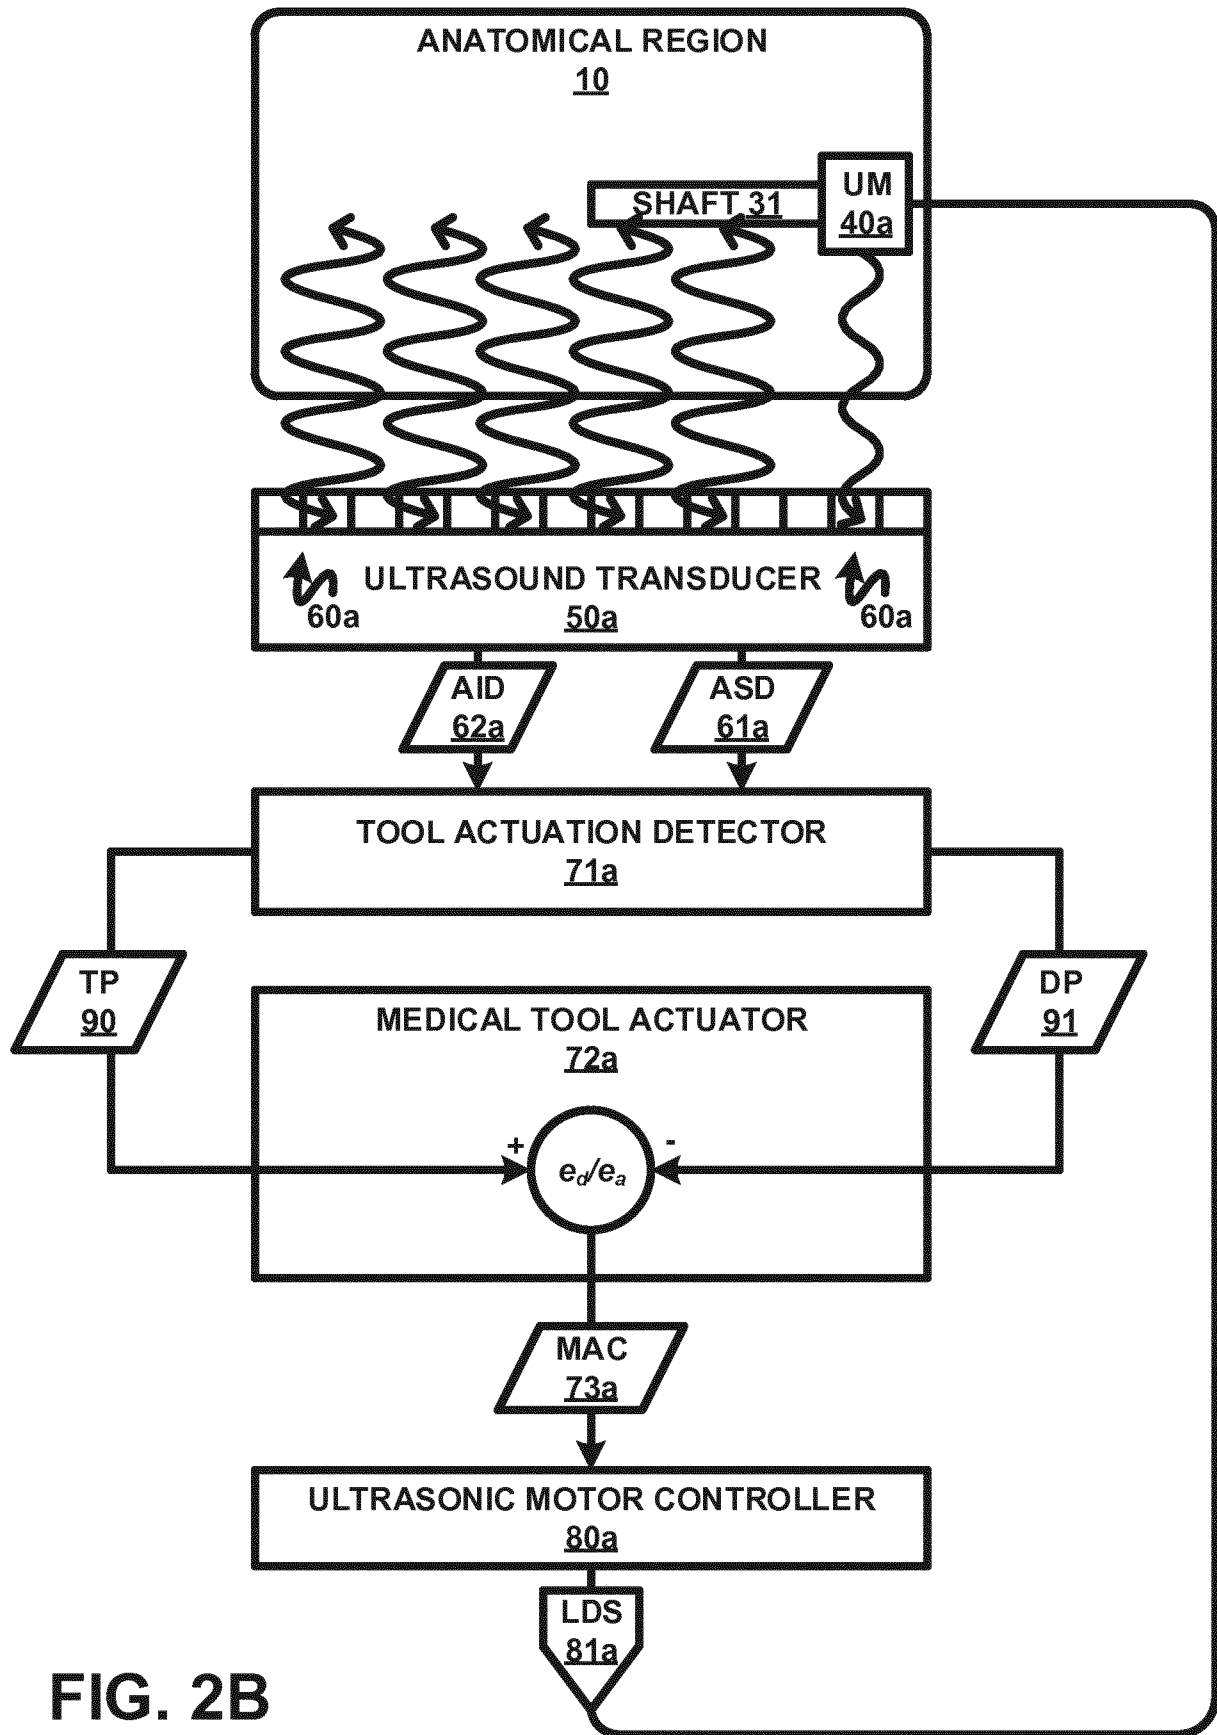 ANATOMICAL REGION
10
SHAFT 31
UM
40a
ULTRASOUND TRANSDUCER
50a
60a
60a
AID
62a
ASD
61a
TOOL ACTUATION DETECTOR
71a
TP
90
DP
91
MEDICAL TOOL ACTUATOR
72a
+
-
ed/ea
MAC
73a
ULTRASONIC MOTOR CONTROLLER
80a
LDS
81a
FIG. 2B